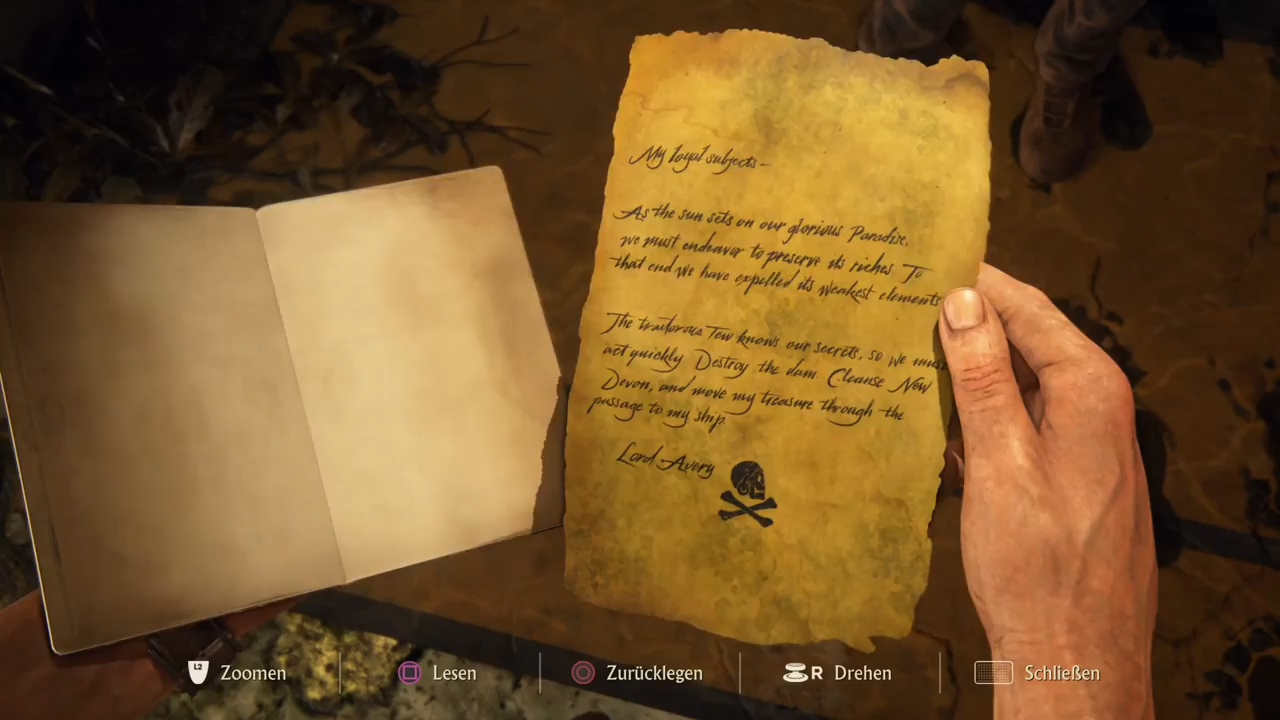 My loyal subjects-
As the sun sets on our glorious Paradise,
we must endeavor to preserve its riches. To
that end we have expelled its weakest elements.
The traitorous Tew knows our secrets, so we must
act quickly. Destroy the dam. Cleanse New
Devon, and move my treasure through the
passage to my ship.
Lord Avery
L2 Zoomen Lesen Zurücklegen R Drehen Schließen